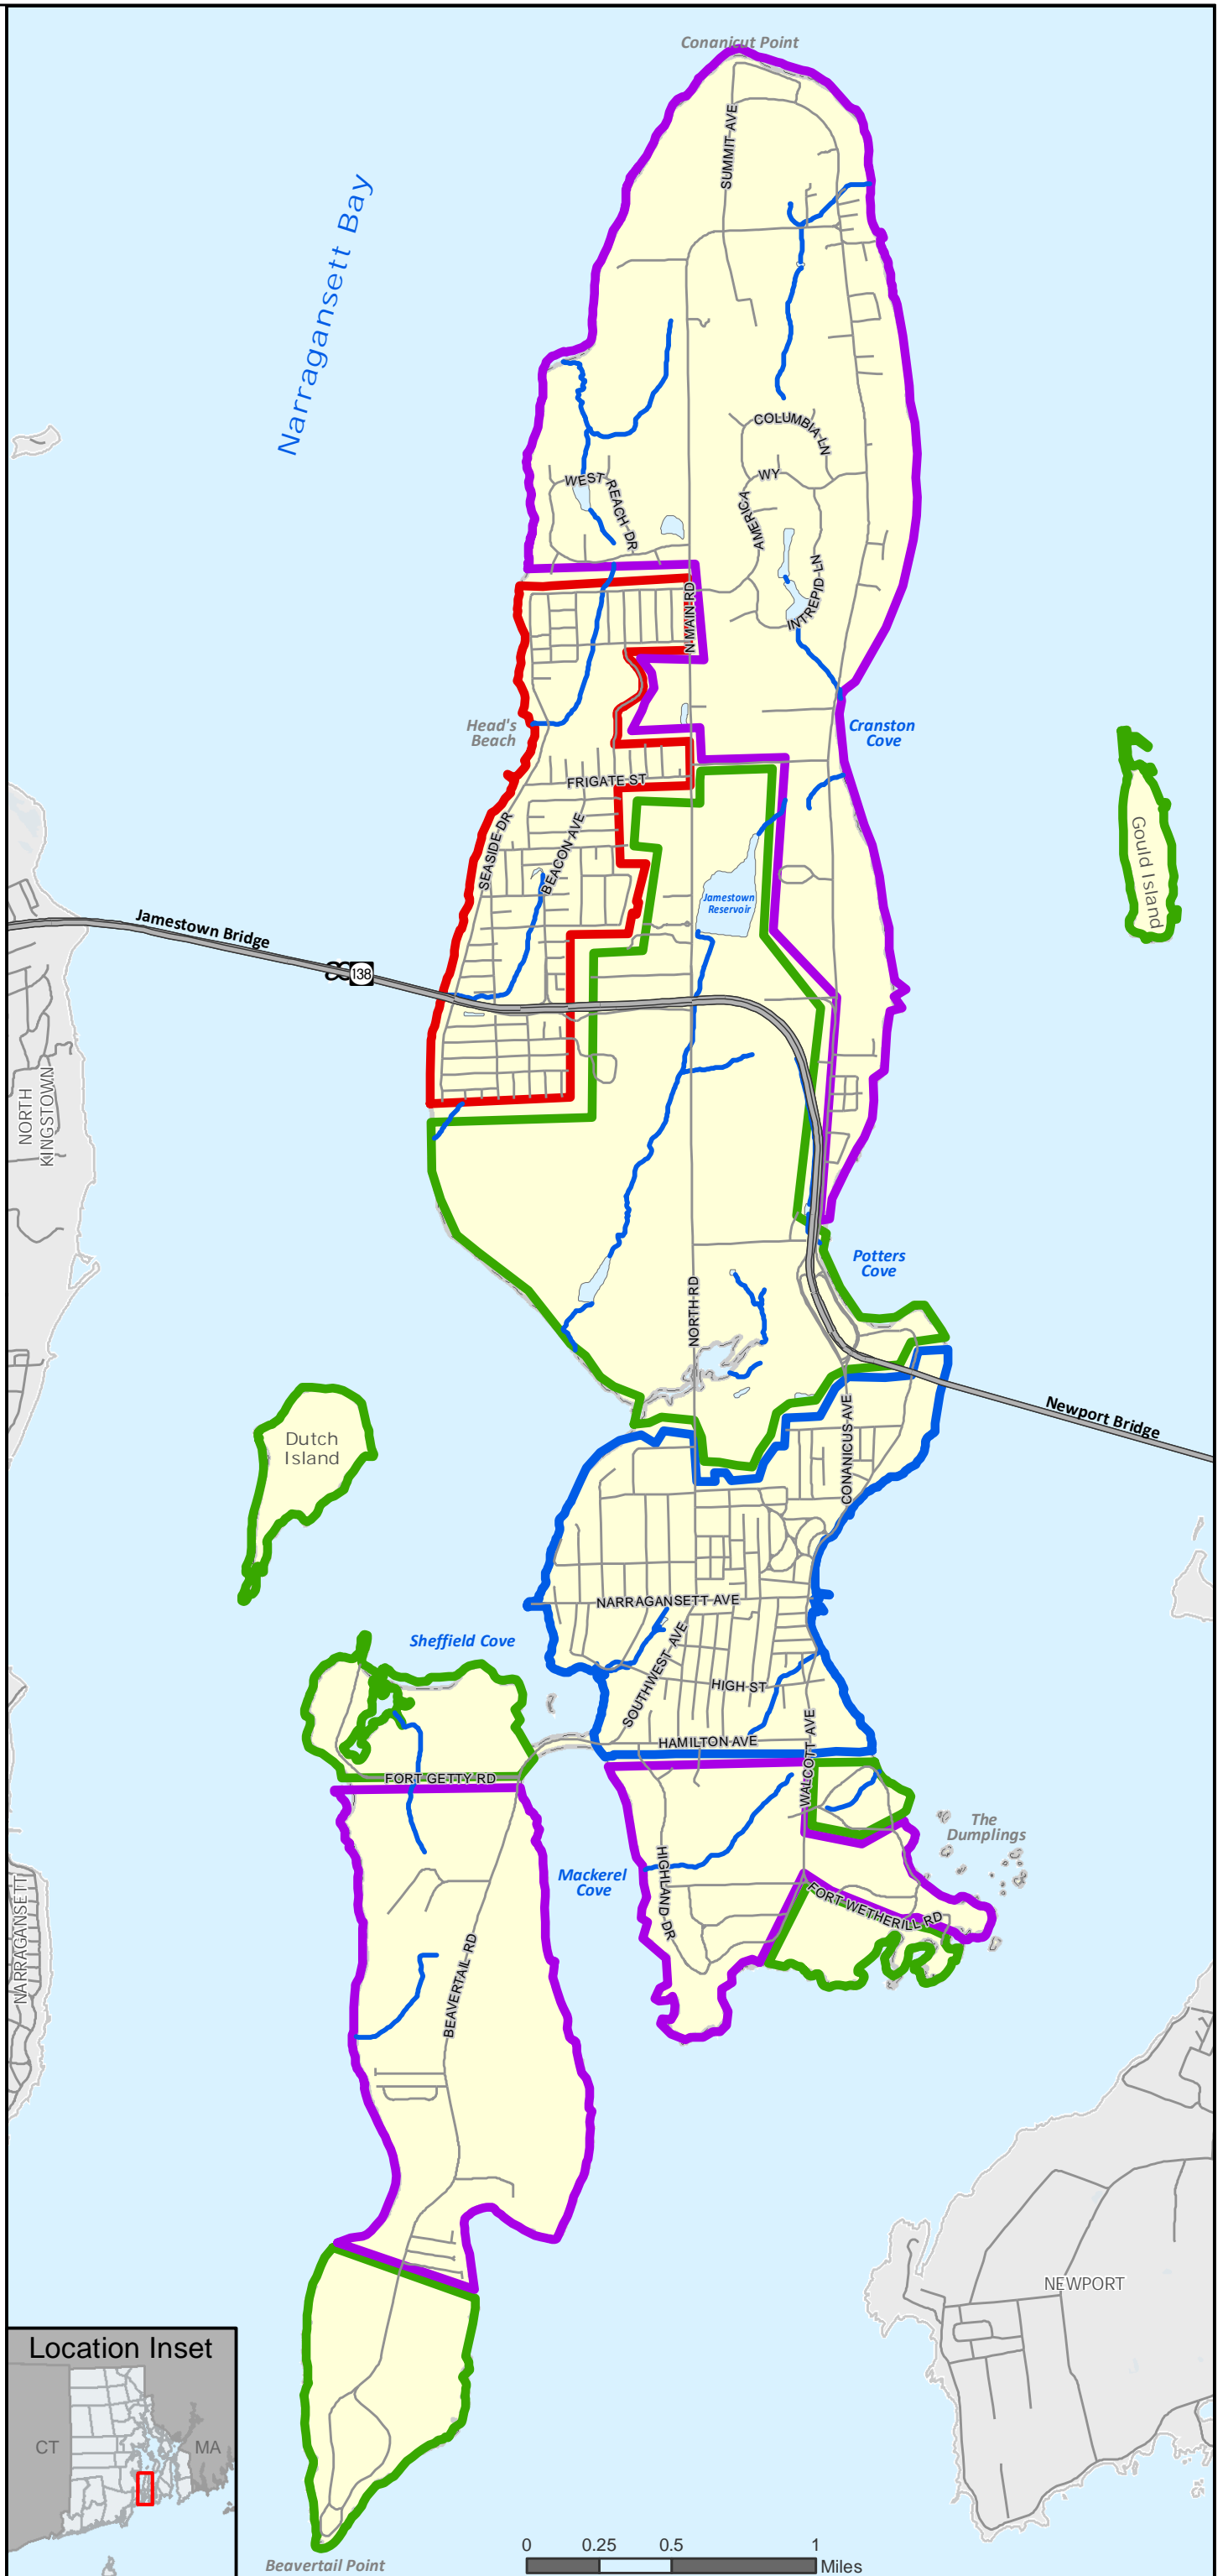 Conanicut Point
SUMMIT AVE
Narragansett Bay
COLUMBIA LN
WEST REACH DR
AMERICA WY
INTREPID LN
N MAIN RD
Head's
Beach
Cranston
Cove
FRIGATE ST
SEASIDE DR
BEACON AVE
Gould Island
Jamestown
Reservoir
Jamestown Bridge
138
NORTH
KINGSTOWN
Potters
Cove
NORTH RD
Newport Bridge
CONANICUS AVE
Dutch
Island
NARRAGANSETT AVE
Sheffield Cove
SOUTHWEST AVE
HIGH ST
HAMILTON AVE
WALCOTT AVE
FORT GETTY RD
The
Dumplings
Mackerel
Cove
HIGHLAND DR
FORT WETHERILL RD
NARRAGANSETT
BEAVERTAIL RD
NEWPORT
Location Inset
CT
MA
Beavertail Point
0 0.25 0.5 1
Miles